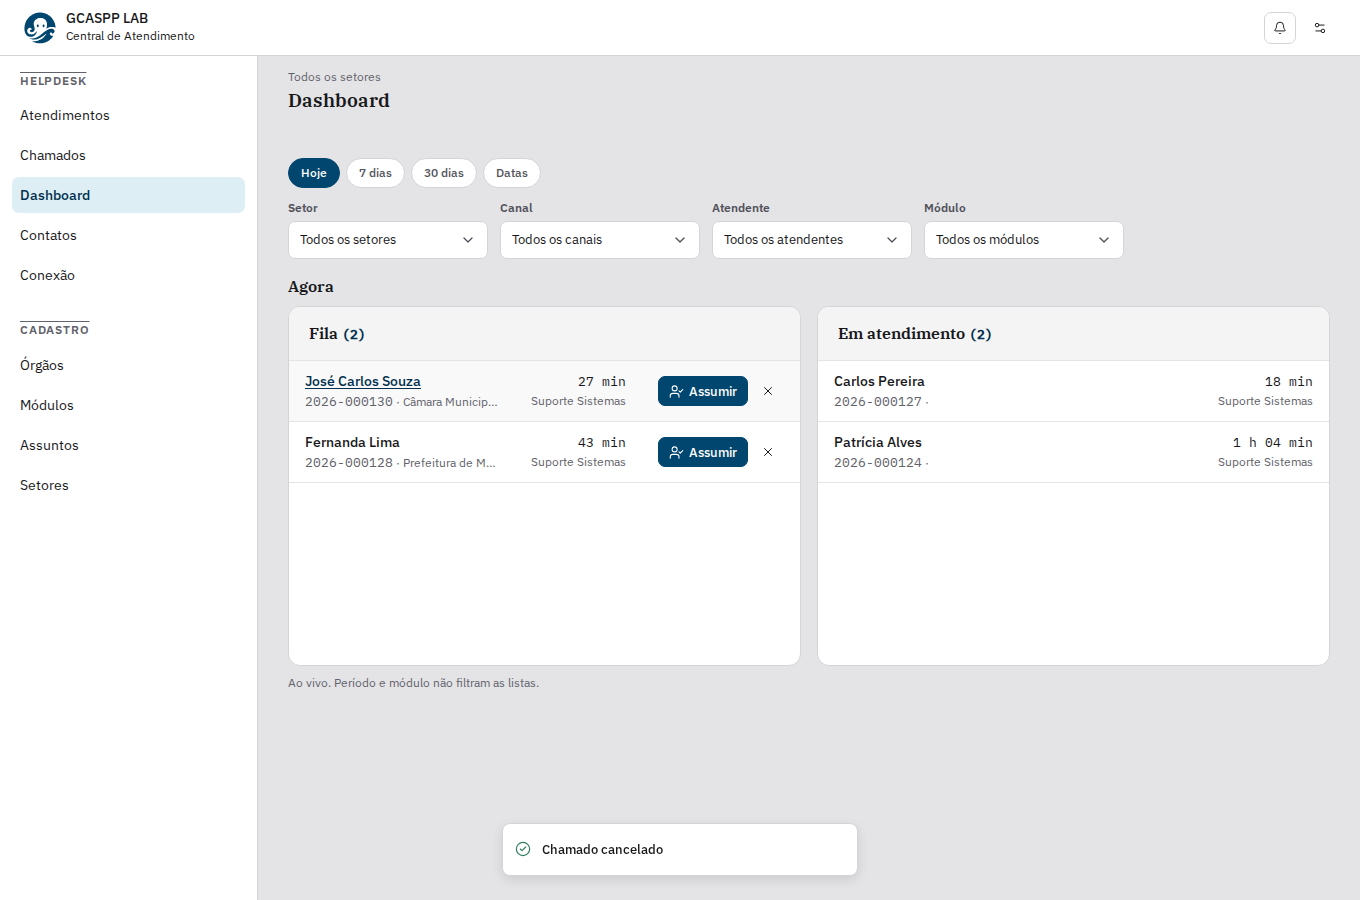 GCASPP LAB
Central de Atendimento
HELPDESK
Atendimentos
Chamados
Dashboard
Contatos
Conexão
CADASTRO
Órgãos
Módulos
Assuntos
Setores
Todos os setores
Dashboard
Hoje 7 dias 30 dias Datas
Setor Canal Atendente Módulo
Todos os setores Todos os canais Todos os atendentes Todos os módulos
Agora
Fila (2)
José Carlos Souza 27 min
2026-000130 · Câmara Municip... Suporte Sistemas
Assumir
Fernanda Lima 43 min
2026-000128 · Prefeitura de M... Suporte Sistemas
Assumir
Em atendimento (2)
Carlos Pereira 18 min
2026-000127 · Suporte Sistemas
Patrícia Alves 1 h 04 min
2026-000124 · Suporte Sistemas
Ao vivo. Período e módulo não filtram as listas.
Chamado cancelado